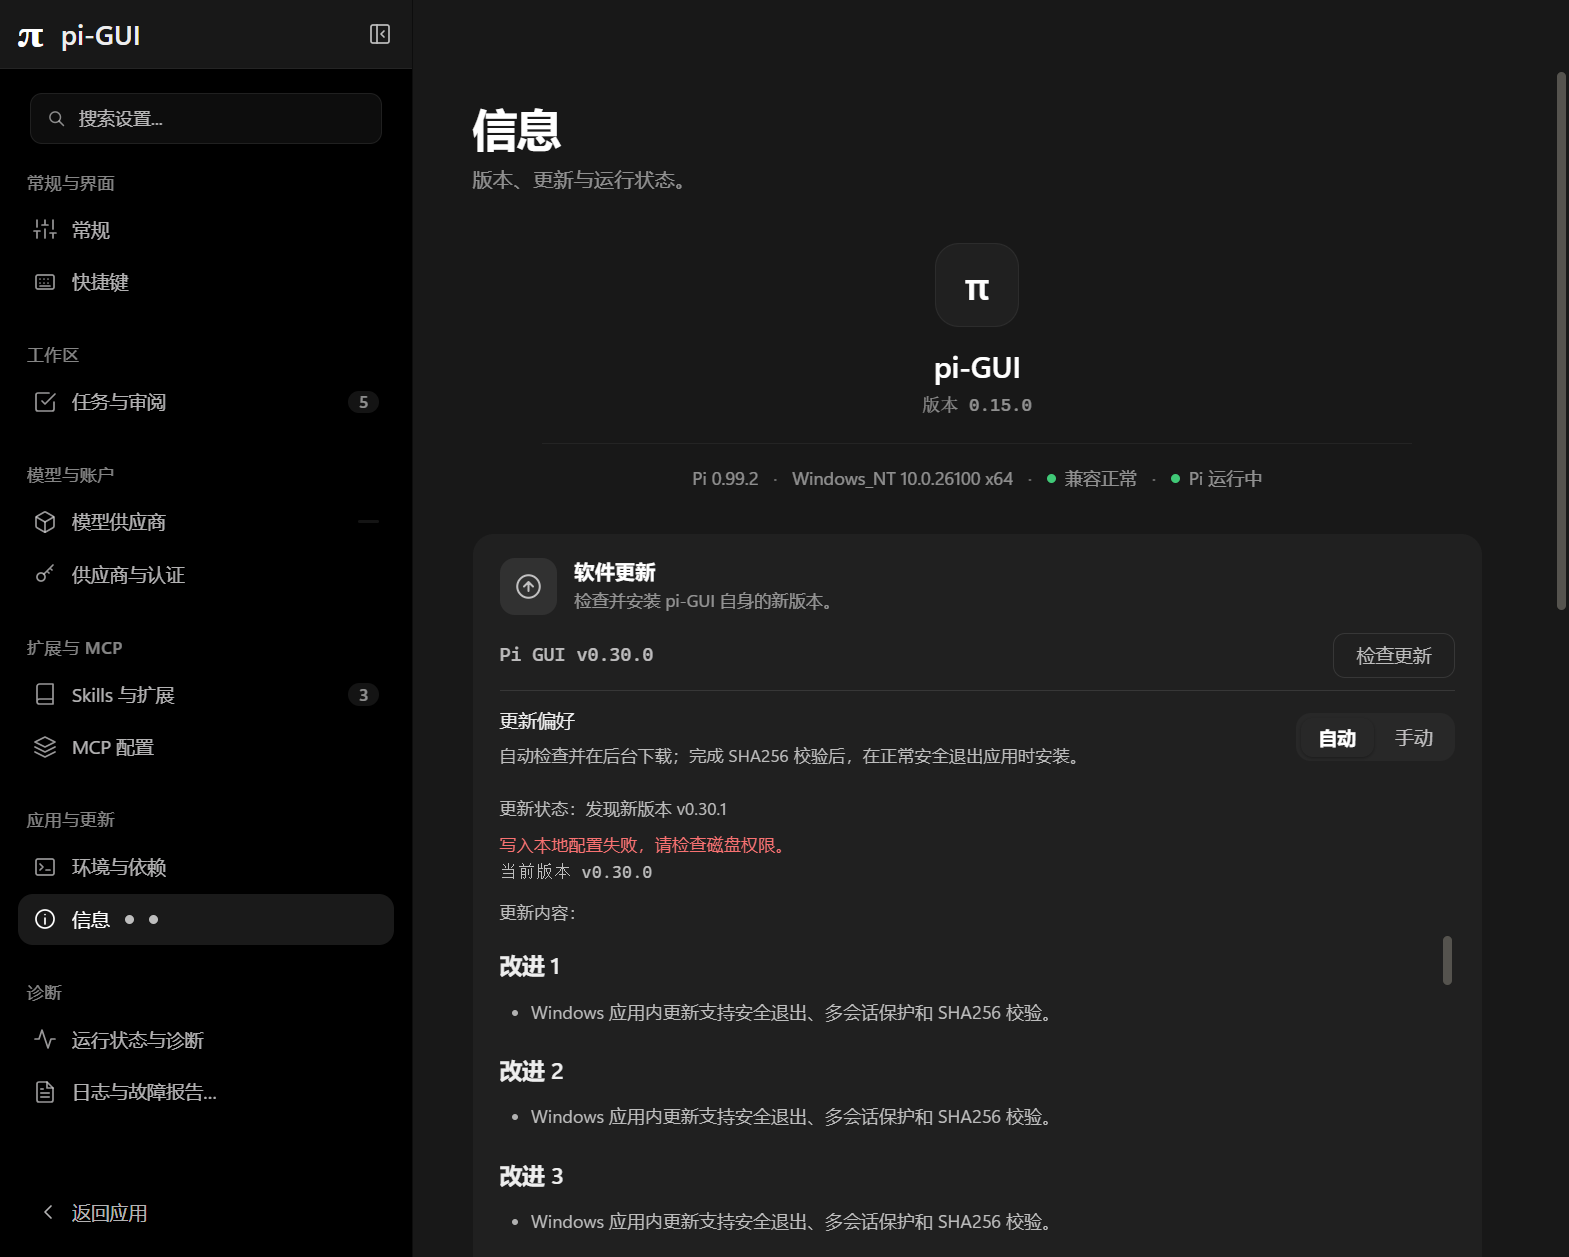 π pi-GUI
搜索设置...
常规与界面
常规
快捷键
工作区
任务与审阅 5
模型与账户
模型供应商
供应商与认证
扩展与 MCP
Skills 与扩展 3
MCP 配置
应用与更新
环境与依赖
信息
诊断
运行状态与诊断
日志与故障报告...
返回应用
信息
版本、更新与运行状态。
π
pi-GUI
版本 0.15.0
Pi 0.99.2 · Windows_NT 10.0.26100 x64 · 兼容正常 · Pi 运行中
软件更新
检查并安装 pi-GUI 自身的新版本。
Pi GUI v0.30.0 检查更新
更新偏好
自动检查并在后台下载；完成 SHA256 校验后，在正常安全退出应用时安装。
自动 手动
更新状态：发现新版本 v0.30.1
写入本地配置失败，请检查磁盘权限。
当前版本 v0.30.0
更新内容：
改进 1
• Windows 应用内更新支持安全退出、多会话保护和 SHA256 校验。
改进 2
• Windows 应用内更新支持安全退出、多会话保护和 SHA256 校验。
改进 3
• Windows 应用内更新支持安全退出、多会话保护和 SHA256 校验。